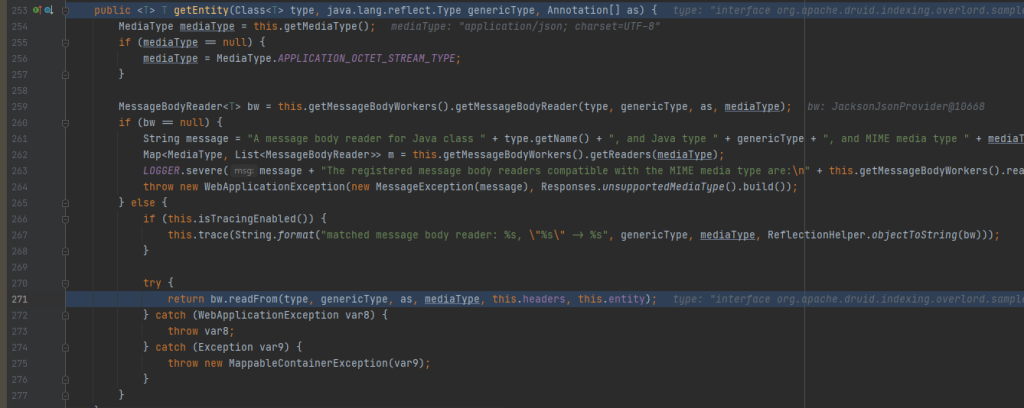 253 public <T> T getEntity(Class<T> type, java.lang.reflect.Type genericType, Annotation[] as) { type: "interface org.apache.druid.indexing.overlord.sample
254 MediaType mediaType = this.getMediaType(); mediaType: "application/json; charset=UTF-8"
255 if (mediaType == null) {
256 mediaType = MediaType.APPLICATION_OCTET_STREAM_TYPE;
257 }
258
259 MessageBodyReader<T> bw = this.getMessageBodyWorkers().getMessageBodyReader(type, genericType, as, mediaType); bw: JacksonJsonProvider@10668
260 if (bw == null) {
261 String message = "A message body reader for Java class " + type.getName() + ", and Java type " + genericType + ", and MIME media type " + mediaT
262 Map<MediaType, List<MessageBodyReader>> m = this.getMessageBodyWorkers().getReaders(mediaType);
263 LOGGER.severe( msg: message + "The registered message body readers compatible with the MIME media type are:\n" + this.getMessageBodyWorkers().rea
264 throw new WebApplicationException(new MessageException(message), Responses.unsupportedMediaType().build());
265 } else {
266 if (this.isTracingEnabled()) {
267 this.trace(String.format("matched message body reader: %s, \"%s\" -> %s", genericType, mediaType, ReflectionHelper.objectToString(bw)));
268 }
269
270 try {
271 return bw.readFrom(type, genericType, as, mediaType, this.headers, this.entity); type: "interface org.apache.druid.indexing.overlord.sample
272 } catch (WebApplicationException var8) {
273 throw var8;
274 } catch (Exception var9) {
275 throw new MappableContainerException(var9);
276 }
277 }